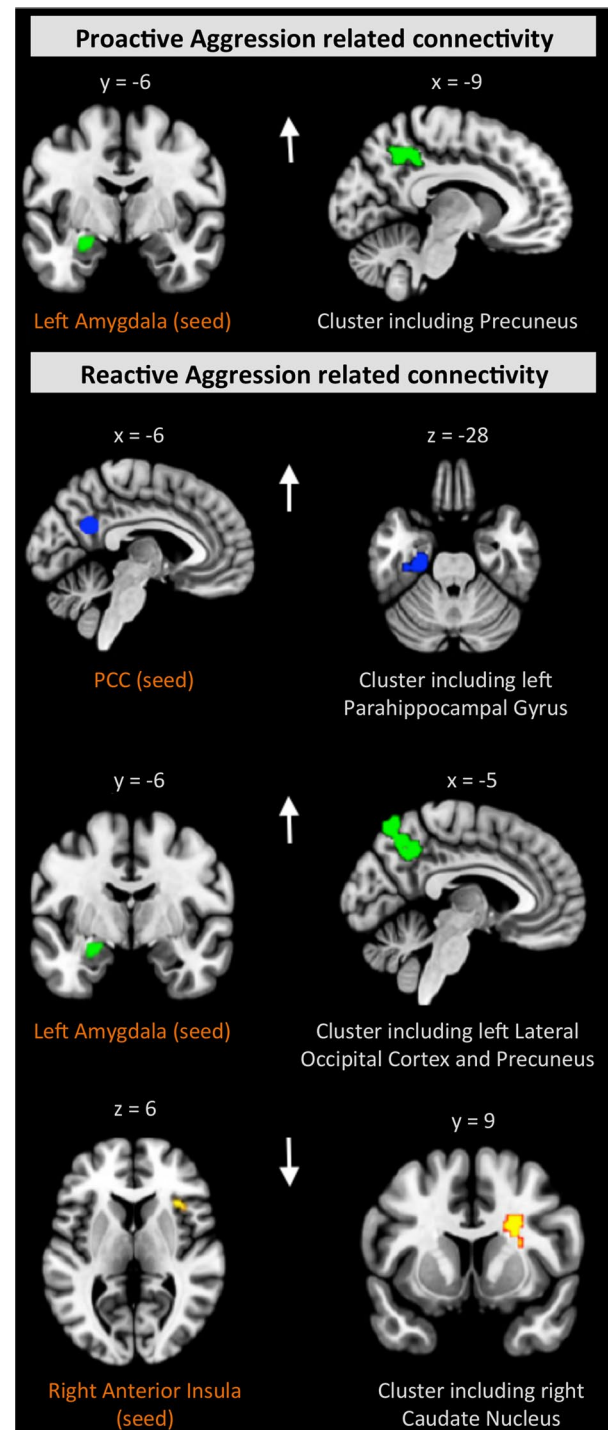 Proactive Aggression related connectivity
y = -6
x = -9
Left Amygdala (seed)
Cluster including Precuneus
Reactive Aggression related connectivity
x = -6
z = -28
PCC (seed)
Cluster including left
Parahippocampal Gyrus
y = -6
x = -5
Left Amygdala (seed)
Cluster including left Lateral
Occipital Cortex and Precuneus
z = 6
y = 9
Right Anterior Insula
(seed)
Cluster including right
Caudate Nucleus